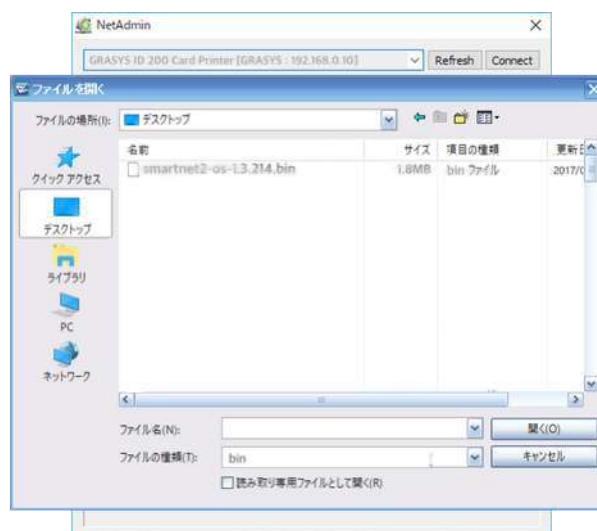 NetAdmin
GRASYS ID 200 Card Printer [GRASYS : 192.168.0.10]
Refresh
Connect
ファイルを開く
ファイルの場所(I):
デスクトップ
名前
サイズ
項目の種類
更新
smartnet2-os-1.3.214.bin
1.8MB
bin ファイル
2017/
クイック アクセス
デスクトップ
ライブラリ
PC
ネットワーク
ファイル名(N):
開く(O)
ファイルの種類(T):
bin
キャンセル
読み取り専用ファイルとして開く(R)